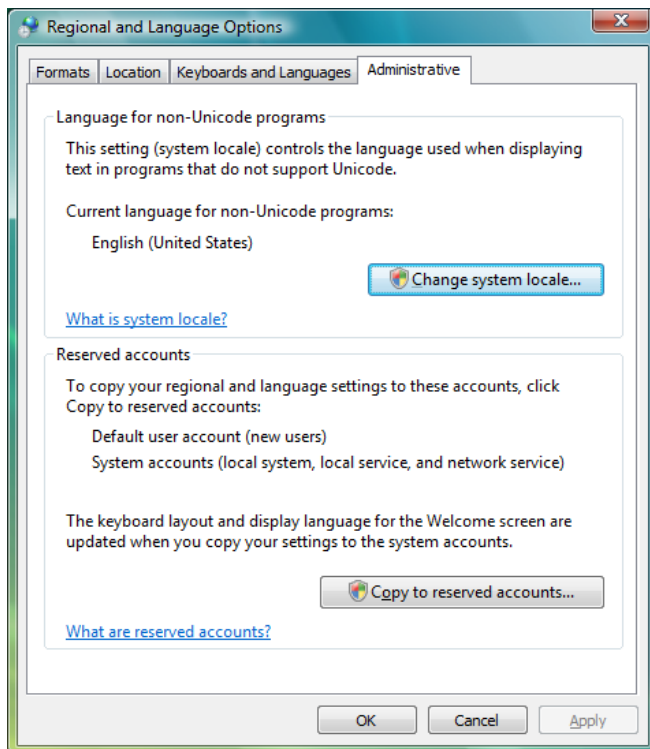 Regional and Language Options
Formats Location Keyboards and Languages Administrative
Language for non-Unicode programs
This setting (system locale) controls the language used when displaying
text in programs that do not support Unicode.
Current language for non-Unicode programs:
English (United States)
Change system locale...
What is system locale?
Reserved accounts
To copy your regional and language settings to these accounts, click
Copy to reserved accounts:
Default user account (new users)
System accounts (local system, local service, and network service)
The keyboard layout and display language for the Welcome screen are
updated when you copy your settings to the system accounts.
Copy to reserved accounts...
What are reserved accounts?
OK Cancel Apply